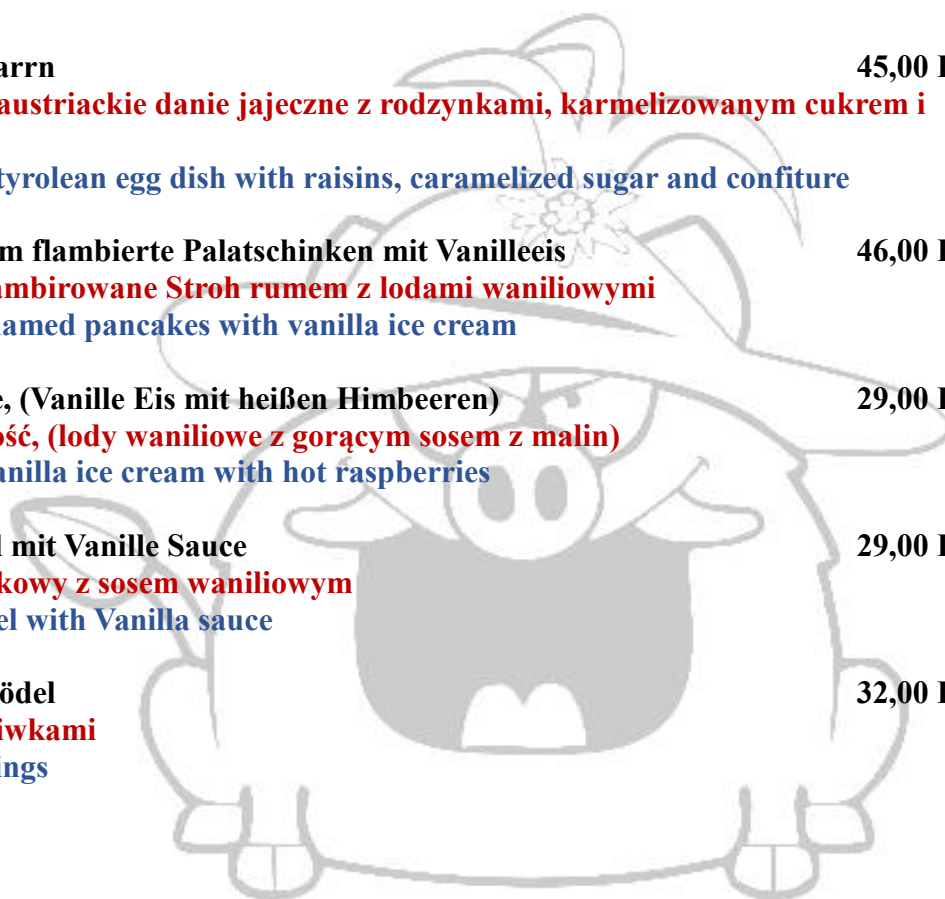 arrn 45,00
austriackie danie jajeczne z rodzynkami, karmelizowanym cukrem i
tyrolean egg dish with raisins, caramelized sugar and confiture
m flambierte Palatschinken mit Vanilleeis 46,00
ambirowane Stroh rumem z lodami waniliowymi
lamed pancakes with vanilla ice cream
e, (Vanille Eis mit heißen Himbeeren) 29,00
ość, (lody waniliowe z gorącym sosem z malin)
anilla ice cream with hot raspberries
l mit Vanille Sauce 29,00
kowy z sosem waniliowym
el with Vanilla sauce
ödel 32,00
iwkami
ings